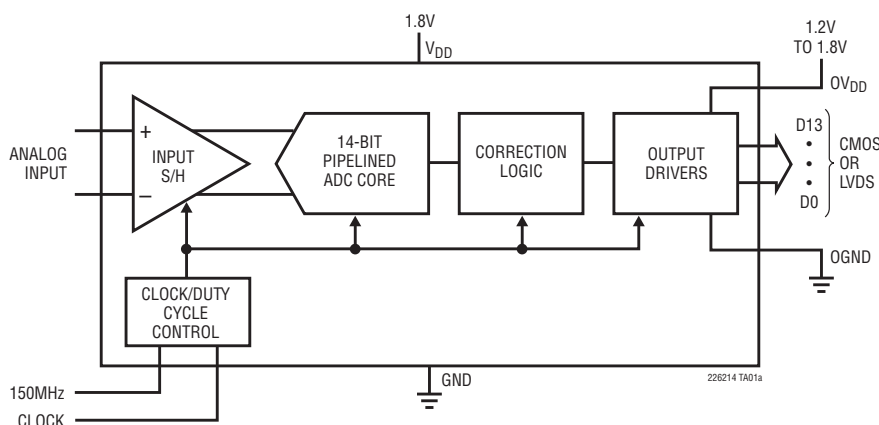 1.8V
VDD
1.2V
TO 1.8V
OVDD
ANALOG
INPUT
+
–
INPUT
S/H
14-BIT
PIPELINED
ADC CORE
CORRECTION
LOGIC
OUTPUT
DRIVERS
D13
•
•
•
D0
CMOS
OR
LVDS
OGND
CLOCK/DUTY
CYCLE
CONTROL
GND
226214 TA01a
150MHz
CLOCK